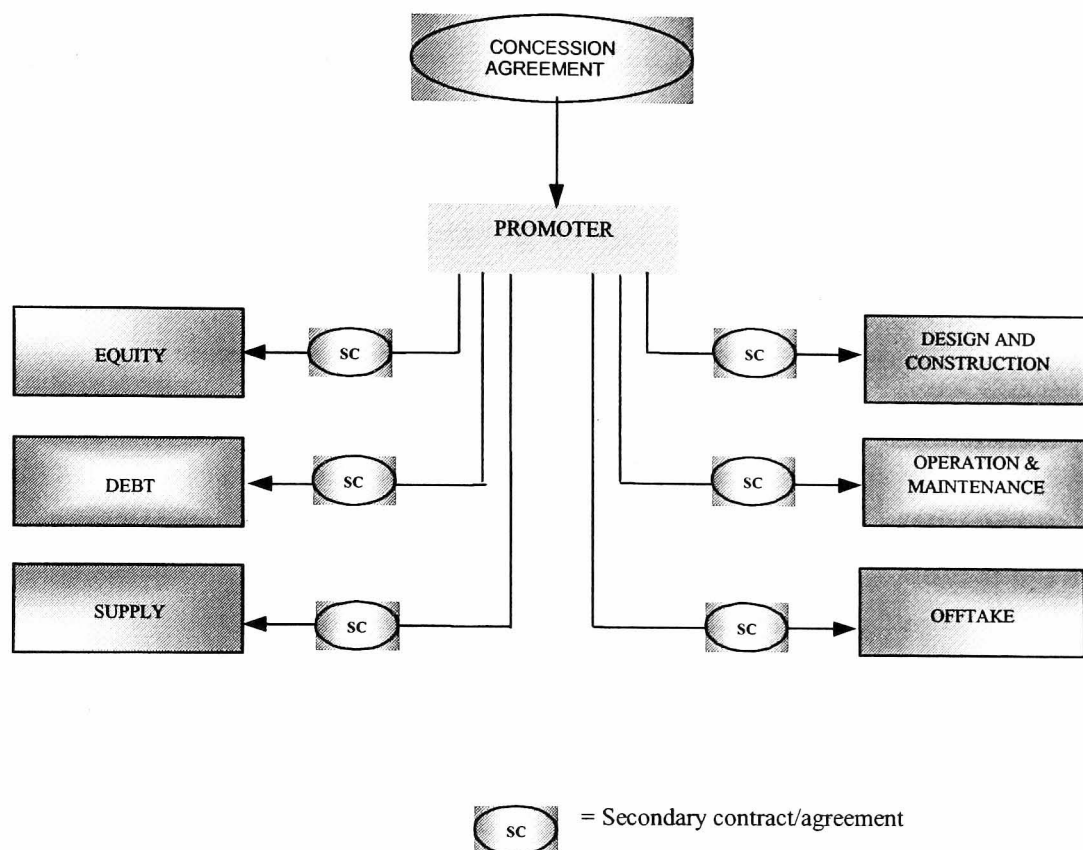 CONCESSION
AGREEMENT
PROMOTER
EQUITY
SC
SC
DESIGN AND
CONSTRUCTION
DEBT
SC
SC
OPERATION &
MAINTENANCE
SUPPLY
SC
SC
OFFTAKE
SC
= Secondary contract/agreement